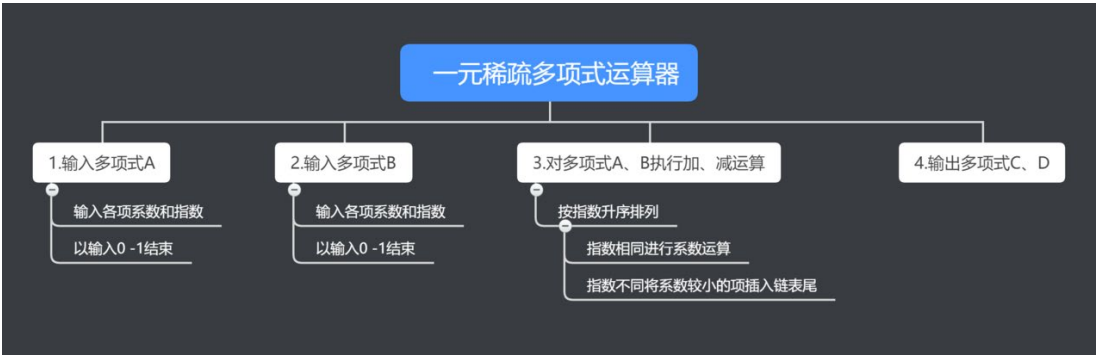 一元稀疏多项式运算器
1.输入多项式A
输入各项系数和指数
以输入0 -1结束
2.输入多项式B
输入各项系数和指数
以输入0 -1结束
3.对多项式A、B执行加、减运算
按指数升序排列
指数相同进行系数运算
指数不同将系数较小的项插入链表尾
4.输出多项式C、D